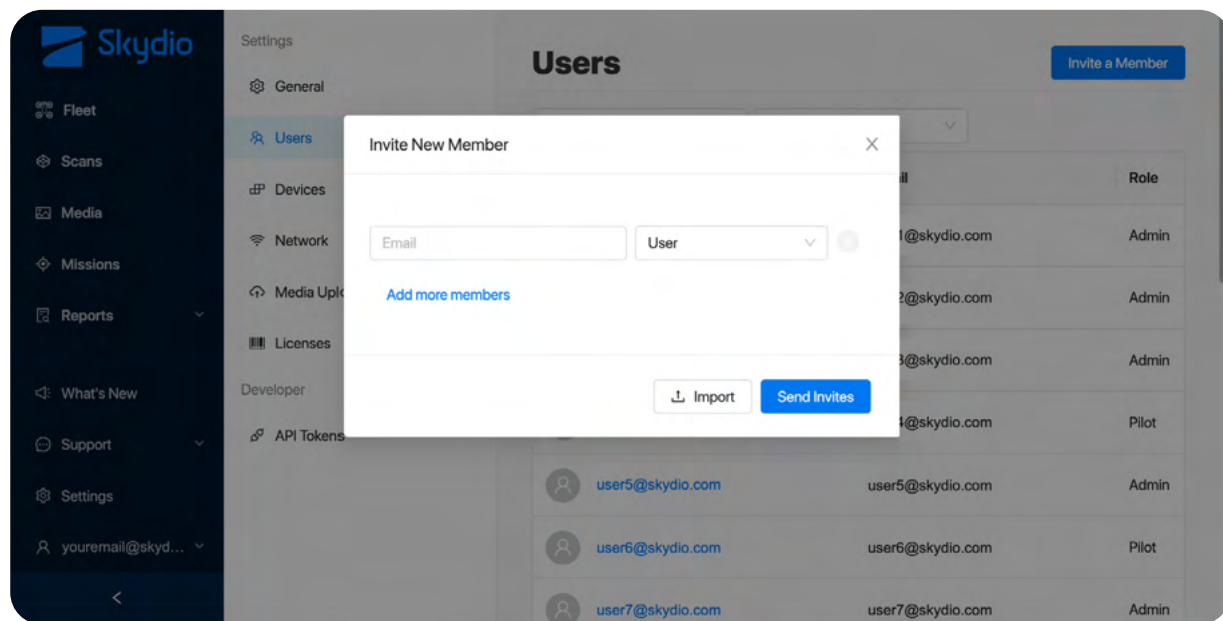 Skydio
Fleet
Scans
Media
Missions
Reports
What's New
Support
Settings
youremail@skyd...
Settings
General
Users
Devices
Network
Media Uplo
Licenses
Developer
API Tokens
Users
Invite a Member
Role
1@skydio.com Admin
2@skydio.com Admin
3@skydio.com Admin
4@skydio.com Pilot
user5@skydio.com user5@skydio.com Admin
user6@skydio.com user6@skydio.com Pilot
user7@skydio.com user7@skydio.com Admin
Invite New Member
Email
User
Add more members
Import
Send Invites